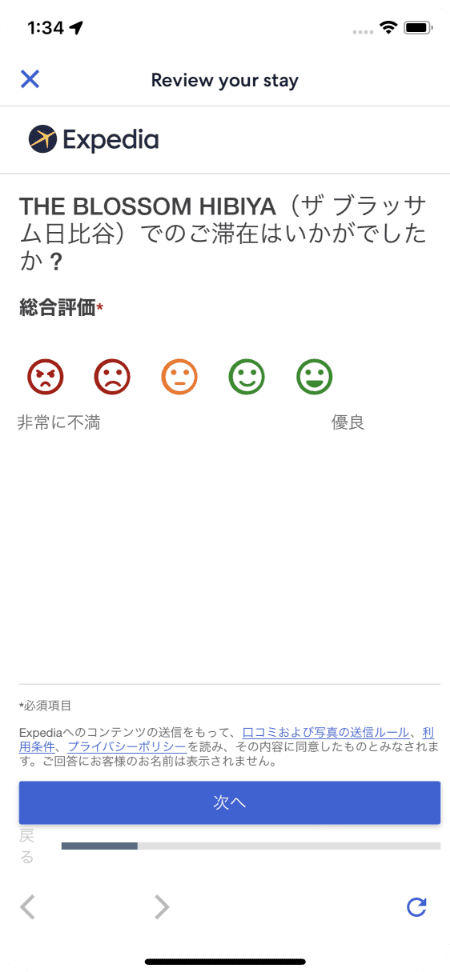 1:34
Review your stay
Expedia
THE BLOSSOM HIBIYA（ザ ブラッサ
ム日比谷）でのご滞在はいかがでした
か？
総合評価*
非常に不満
優良
*必須項目
Expediaへのコンテンツの送信をもって、口コミおよび写真の送信ルール、利
用条件、プライバシーポリシーを読み、その内容に同意したものとみなされま
す。ご回答にお客様のお名前は表示されません。
次へ
戻
る